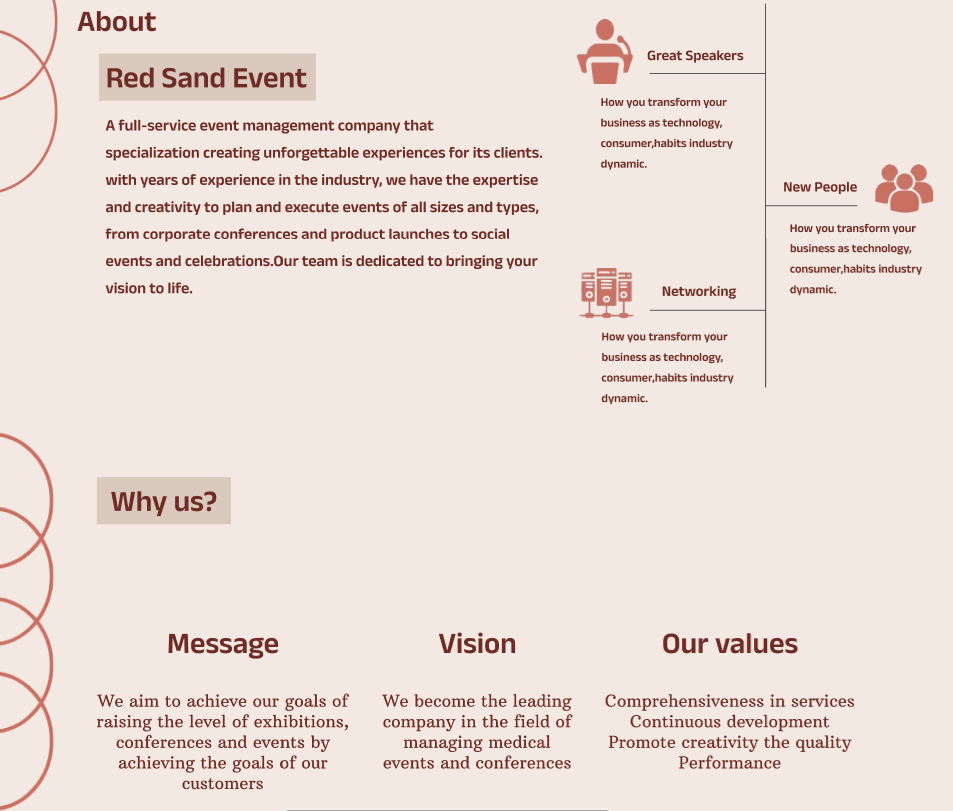 About
Red Sand Event
A full-service event management company that
specialization creating unforgettable experiences for its clients.
with years of experience in the industry, we have the expertise
and creativity to plan and execute events of all sizes and types,
from corporate conferences and product launches to social
events and celebrations.Our team is dedicated to bringing your
vision to life.
Great Speakers
How you transform your
business as technology,
consumer,habits industry
dynamic.
New People
How you transform your
business as technology,
consumer,habits industry
dynamic.
Networking
How you transform your
business as technology,
consumer,habits industry
dynamic.
Why us?
Message
We aim to achieve our goals of
raising the level of exhibitions,
conferences and events by
achieving the goals of our
customers
Vision
We become the leading
company in the field of
managing medical
events and conferences
Our values
Comprehensiveness in services
Continuous development
Promote creativity the quality
Performance